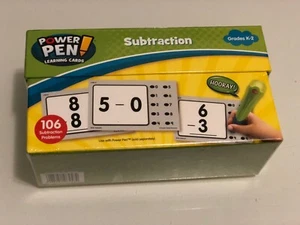 POWER
PEN!
LEARNING CARDS
Subtraction
Grades K-2
8
8
5 – 0
6
– 3
HOORAY!
106
Subtraction
Problems